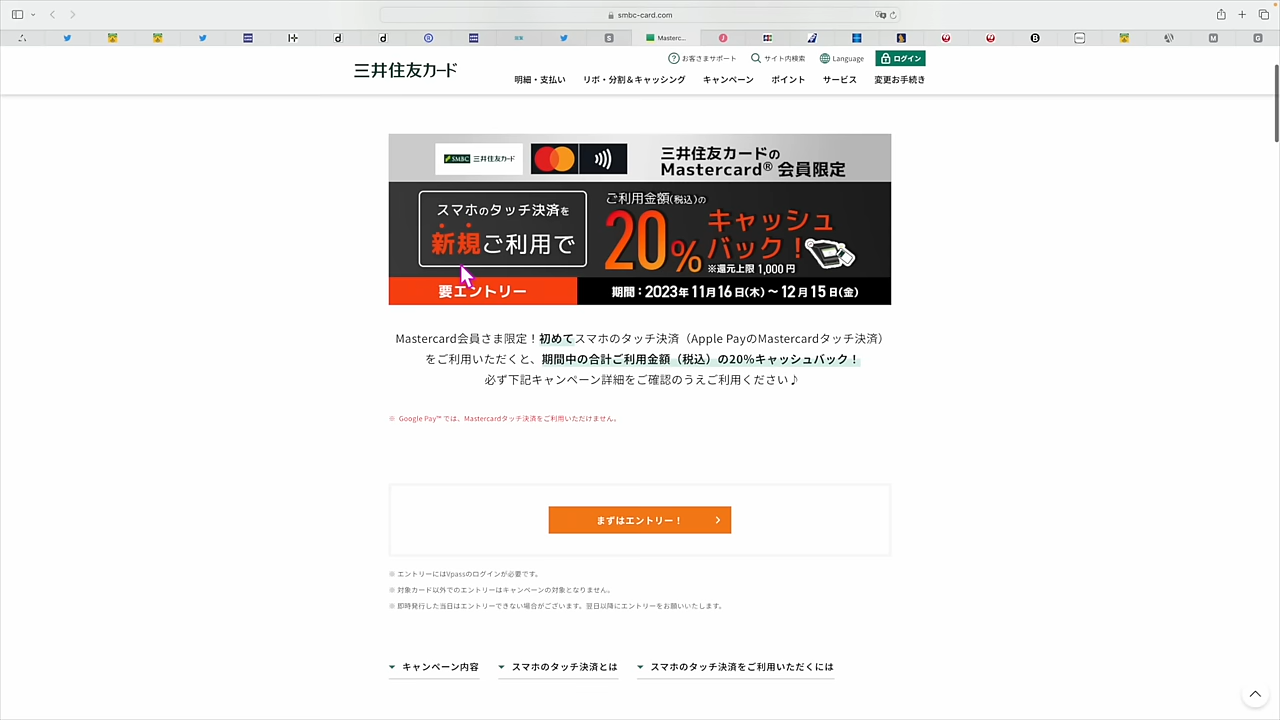 smbc-card.com
Masterc...
三井住友カード
お客さまサポート
サイト内検索
Language
ログイン
明細・支払い
リボ・分割＆キャッシング
キャンペーン
ポイント
サービス
変更お手続き
SMBC 三井住友カード
三井住友カードの
Mastercard® 会員限定
スマホのタッチ決済を
新規ご利用で
ご利用金額(税込)の
20%
キャッシュ
バック！
※還元上限 1,000 円
要エントリー
期間：2023年 11月 16 日(木) ～ 12 月 15 日(金)
Mastercard会員さま限定！初めてスマホのタッチ決済（Apple PayのMastercardタッチ決済）
をご利用いただくと、期間中の合計ご利用金額（税込）の20％キャッシュバック！
必ず下記キャンペーン詳細をご確認のうえご利用ください♪
※ Google Pay™ では、Mastercardタッチ決済をご利用いただけません。
まずはエントリー！
※ エントリーにはVpassのログインが必要です。
※ 対象カード以外でのエントリーはキャンペーンの対象となりません。
※ 即時発行した当日はエントリーできない場合がございます。翌日以降にエントリーをお願いいたします。
キャンペーン内容
スマホのタッチ決済とは
スマホのタッチ決済をご利用いただくには